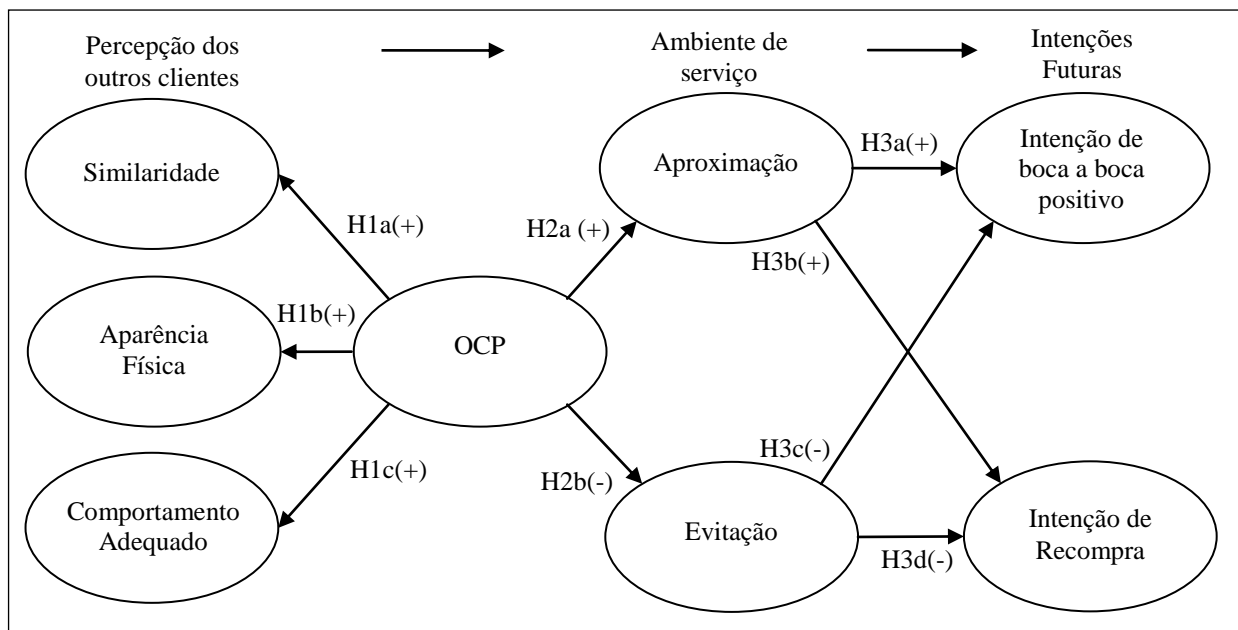 Percepção dos
outros clientes
Ambiente de
serviço
Intenções
Futuras
Similaridade
Aproximação
H3a(+)
Intenção de
boca a boca
positivo
H1a(+)
H2a (+)
H3b(+)
H1b(+)
Aparência
Física
OCP
H1c(+)
H2b(-)
H3c(-)
Comportamento
Adequado
Evitação
H3d(-)
Intenção de
Recompra